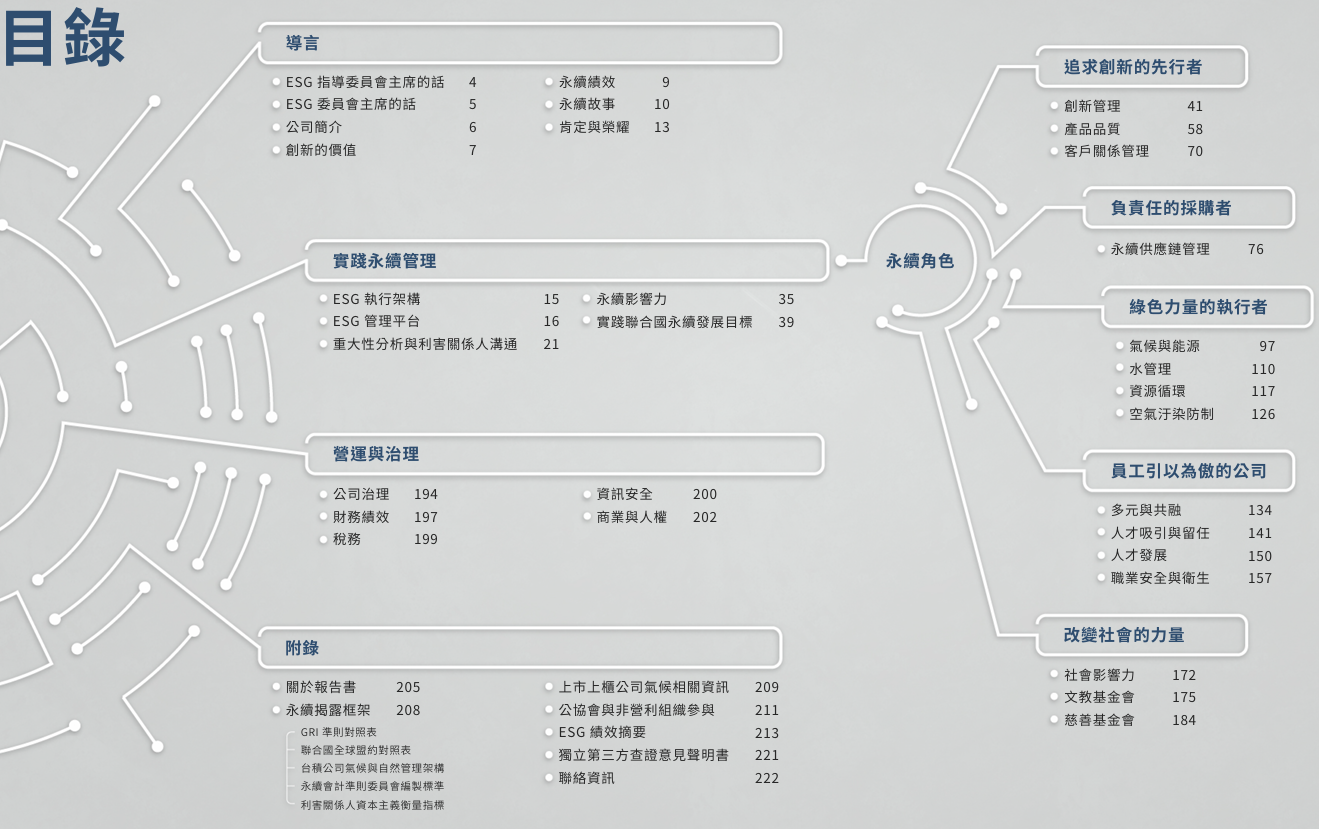 目錄
導言
ESG 指導委員會主席的話 4
ESG 委員會主席的話 5
公司簡介 6
創新的價值 7
永續績效 9
永續故事 10
肯定與榮耀 13
實踐永續管理
ESG 執行架構 15
ESG 管理平台 16
重大性分析與利害關係人溝通 21
永續影響力 35
實踐聯合國永續發展目標 39
永續角色
追求創新的先行者
創新管理 41
產品品質 58
客戶關係管理 70
負責任的採購者
永續供應鏈管理 76
綠色力量的執行者
氣候與能源 97
水管理 110
資源循環 117
空氣汙染防制 126
員工引以為傲的公司
多元與共融 134
人才吸引與留任 141
人才發展 150
職業安全與衛生 157
改變社會的力量
社會影響力 172
文教基金會 175
慈善基金會 184
營運與治理
公司治理 194
財務績效 197
稅務 199
資訊安全 200
商業與人權 202
附錄
關於報告書 205
永續揭露框架 208
GRI 準則對照表
聯合國全球盟約對照表
台積公司氣候與自然管理架構
永續會計準則委員會編製標準
利害關係人資本主義衡量指標
上市上櫃公司氣候相關資訊 209
公協會與非營利組織參與 211
ESG 績效摘要 213
獨立第三方查證意見聲明書 221
聯絡資訊 222